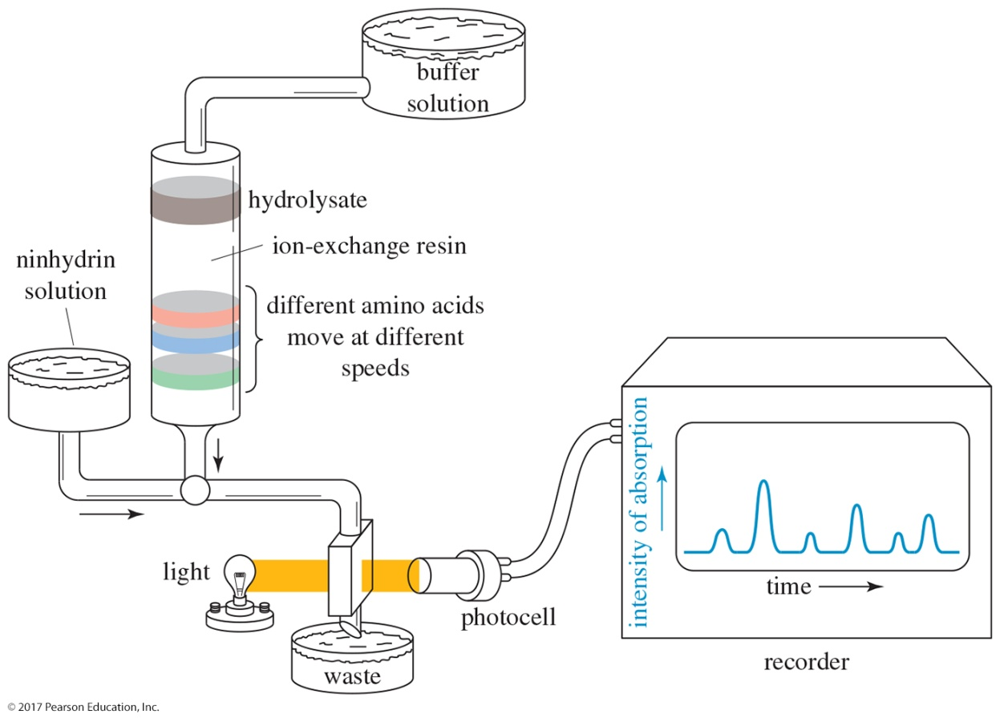 buffer
solution
hydrolysate
ion-exchange resin
ninhydrin
solution
different amino acids
move at different
speeds
intensity of absorption
light
time
photocell
recorder
waste
© 2017 Pearson Education, Inc.